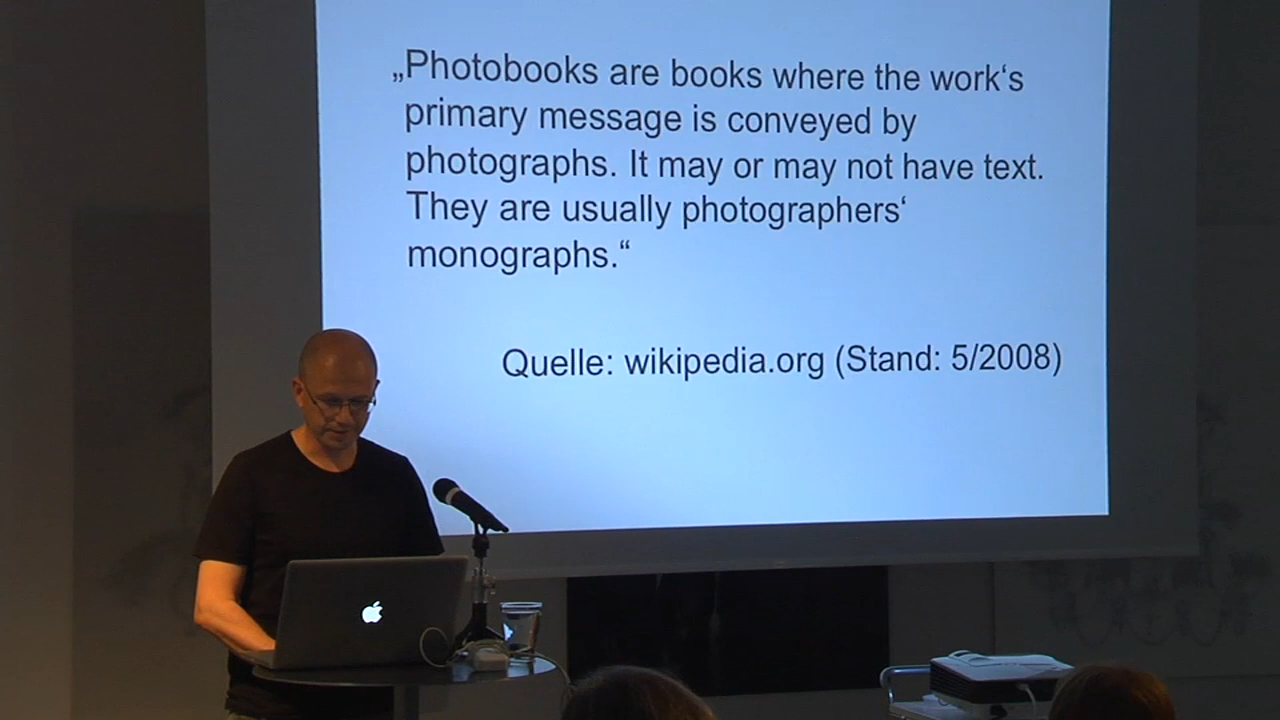 „Photobooks are books where the work‘s
primary message is conveyed by
photographs. It may or may not have text.
They are usually photographers‘
monographs.“
Quelle: wikipedia.org (Stand: 5/2008)